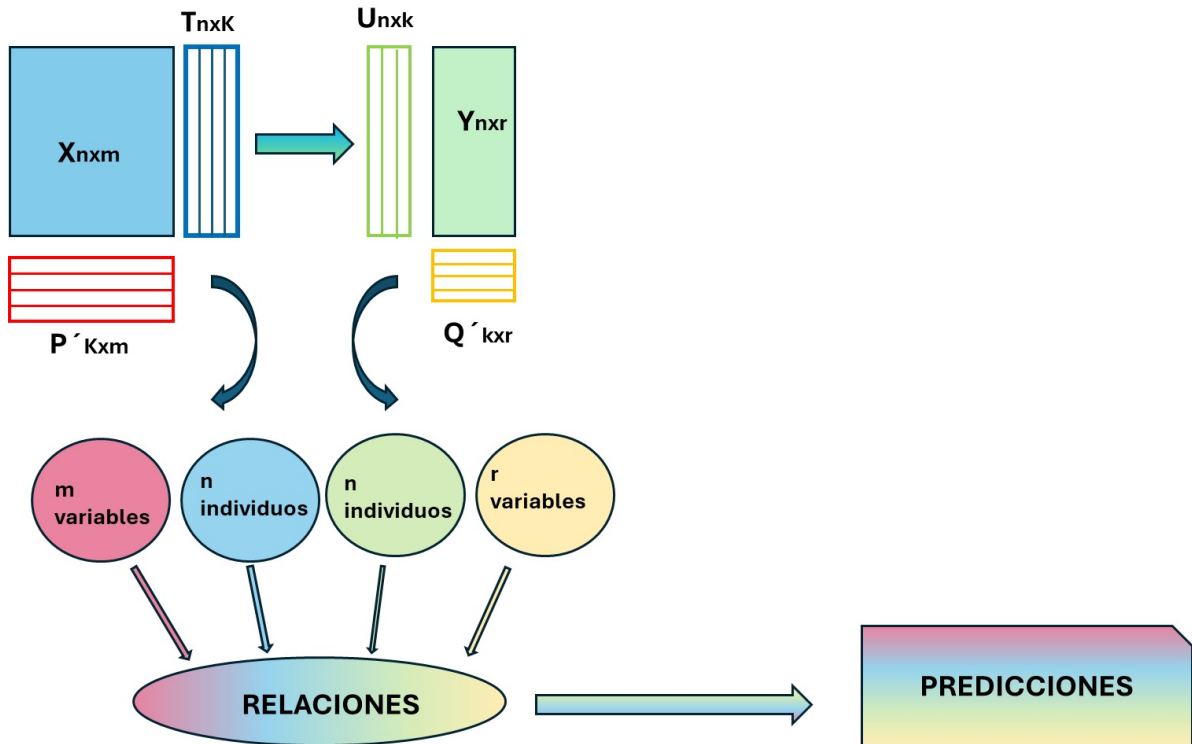 TnxK
Unxk
Xnxm
Ynxr
P´Kxm
Q´kxr
m
variables
n
individuos
n
individuos
r
variables
RELACIONES
PREDICCIONES